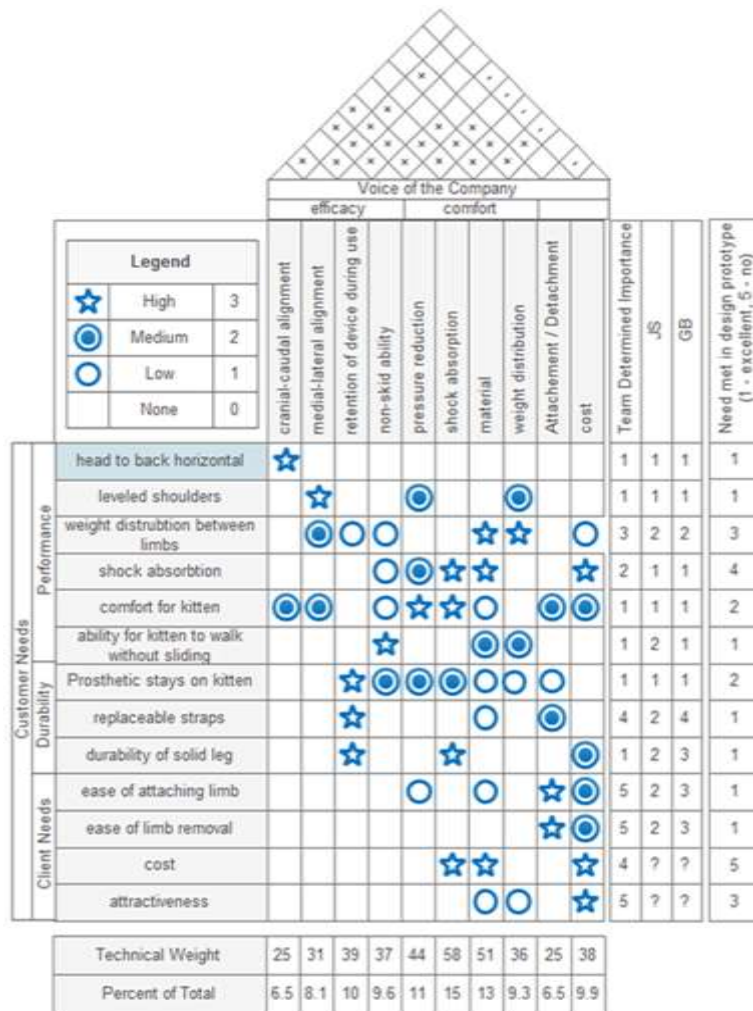 Voice of the Company
efficacy comfort
Legend
High 3
Medium 2
Low 1
None 0
cranial-caudal alignment
medial-lateral alignment
retention of device during use
non-skid ability
pressure reduction
shock absorption
material
weight distribution
Attachement / Detachment
cost
Team Determined Importance
JS
GB
Need met in design prototype
(1 - excellent, 5 - no)
Customer Needs
Performance
head to back horizontal 1 1 1 1
leveled shoulders 1 1 1 1
weight distrubtion between
limbs 3 2 2 3
shock absorbtion 2 1 1 4
comfort for kitten 1 1 1 2
ability for kitten to walk
without sliding 1 2 1 1
Durability
Prosthetic stays on kitten 1 1 1 2
replaceable straps 4 2 4 1
durability of solid leg 1 2 3 1
Client Needs
ease of attaching limb 5 2 3 1
ease of limb removal 5 2 3 1
cost 4 ? ? 5
attractiveness 5 ? ? 3
Technical Weight 25 31 39 37 44 58 51 36 25 38
Percent of Total 6.5 8.1 10 9.6 11 15 13 9.3 6.5 9.9